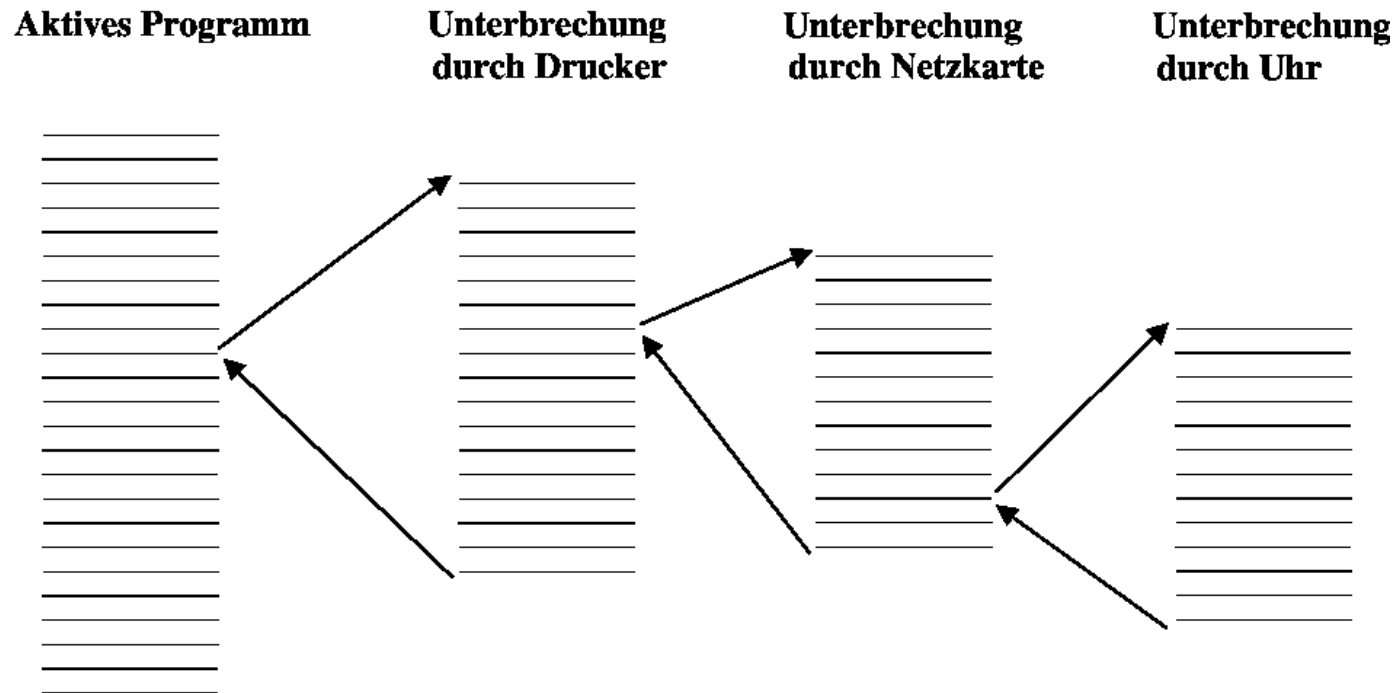 Aktives Programm
Unterbrechung
durch Drucker
Unterbrechung
durch Netzkarte
Unterbrechung
durch Uhr